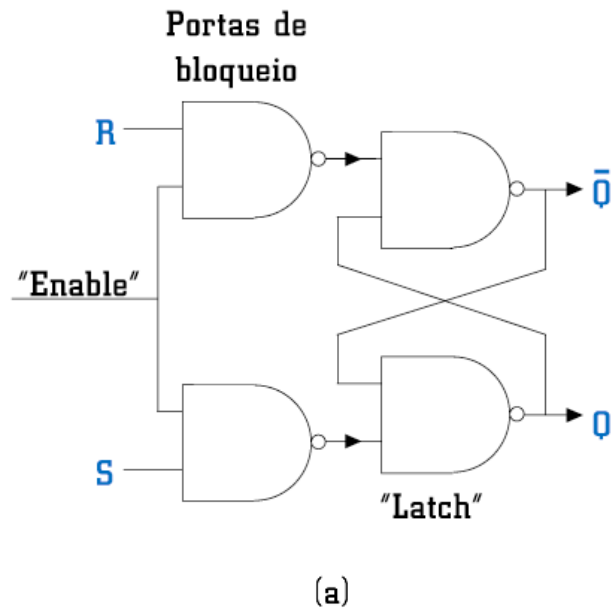 Portas de
bloqueio
R
Q̄
"Enable"
S
Q
"Latch"
(a)